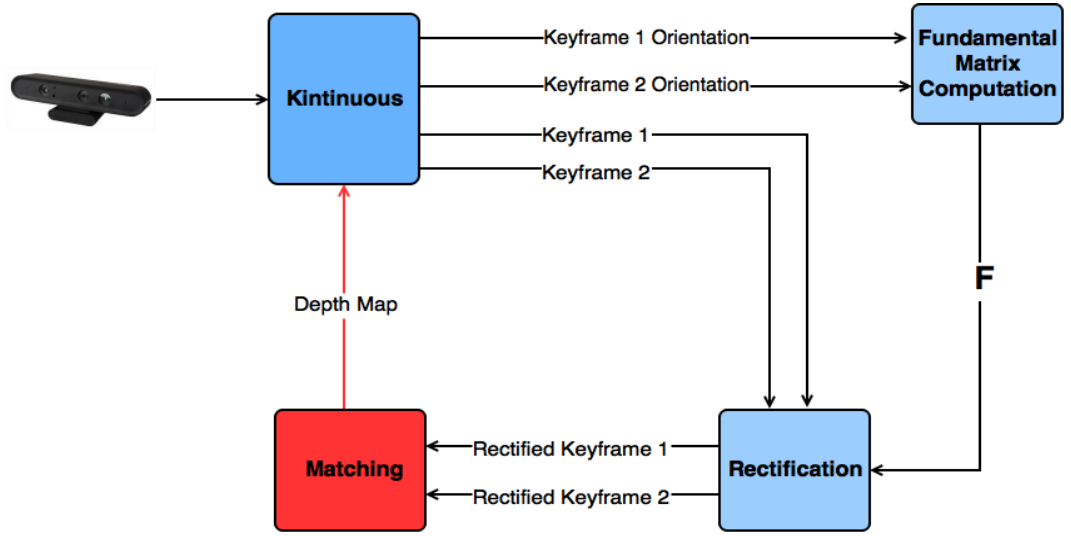 Keyframe 1 Orientation
Fundamental
Matrix
Computation
Kintinuous
Keyframe 2 Orientation
Keyframe 1
Keyframe 2
F
Depth Map
Matching
Rectified Keyframe 1
Rectified Keyframe 2
Rectification